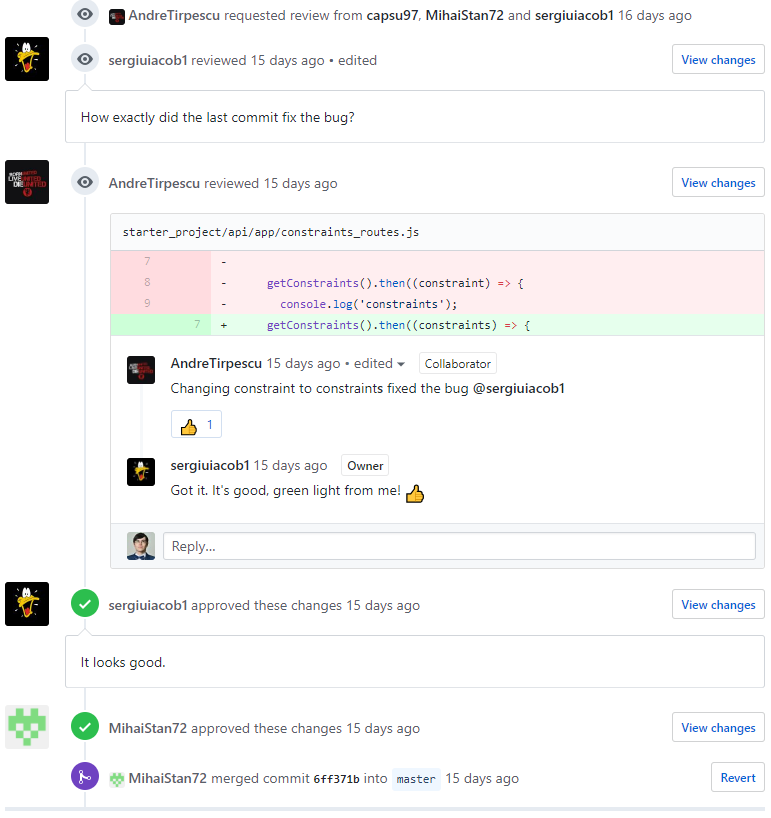 AndreTirpescu requested review from capsu97, MihaiStan72 and sergiuiacob1 16 days ago
sergiuiacob1 reviewed 15 days ago • edited
View changes
How exactly did the last commit fix the bug?
AndreTirpescu reviewed 15 days ago
View changes
starter_project/api/app/constraints_routes.js
7 -
8 - getConstraints().then((constraint) => {
9 - console.log('constraints');
7 + getConstraints().then((constraints) => {
AndreTirpescu 15 days ago • edited Collaborator
Changing constraint to constraints fixed the bug @sergiuiacob1
👍 1
sergiuiacob1 15 days ago Owner
Got it. It's good, green light from me! 👍
Reply...
sergiuiacob1 approved these changes 15 days ago
View changes
It looks good.
MihaiStan72 approved these changes 15 days ago
View changes
MihaiStan72 merged commit 6ff371b into master 15 days ago
Revert